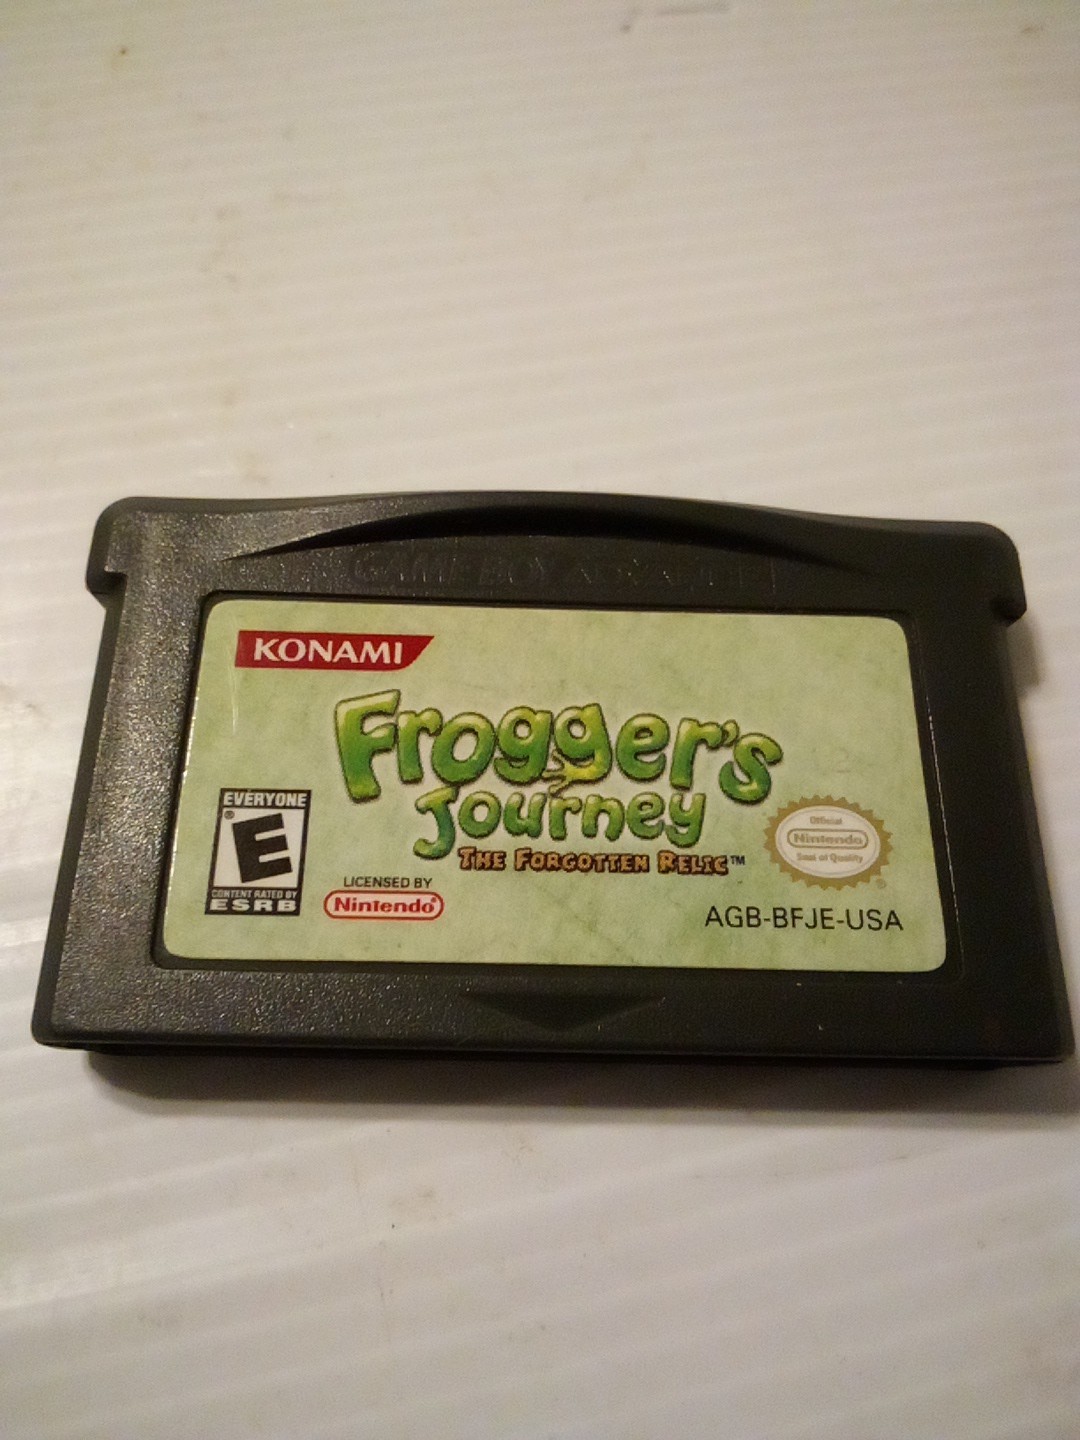 GAME BOY ADVANCE
KONAMI
Frogger's
Journey
THE FORGOTTEN RELIC™
EVERYONE
®
E
CONTENT RATED BY
ESRB
LICENSED BY
Nintendo®
Official
Nintendo
Seal of Quality
®
AGB-BFJE-USA